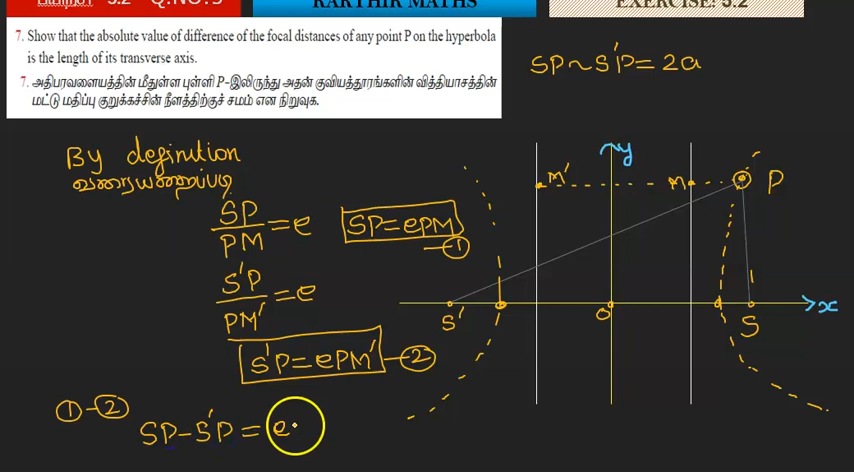 பயிற்சி 5.2 Q.NO.5
KARTHIK MATHS
EXERCISE: 5.2
7. Show that the absolute value of difference of the focal distances of any point P on the hyperbola
is the length of its transverse axis.
7. அதிபரவளையத்தின் மீதுள்ள புள்ளி P-இலிருந்து அதன் குவியத்தூரங்களின் வித்தியாசத்தின்
மட்டு மதிப்பு குறுக்கச்சின் நீளத்திற்குச் சமம் என நிறுவுக.
SP~S'P=2a
By definition
வரையறைப்படி
SP/PM = e
SP=ePM —①
S'P/PM' = e
S'P=ePM' —②
①-② SP-S'P = e
y
M'
M
P
S'
O
S
x